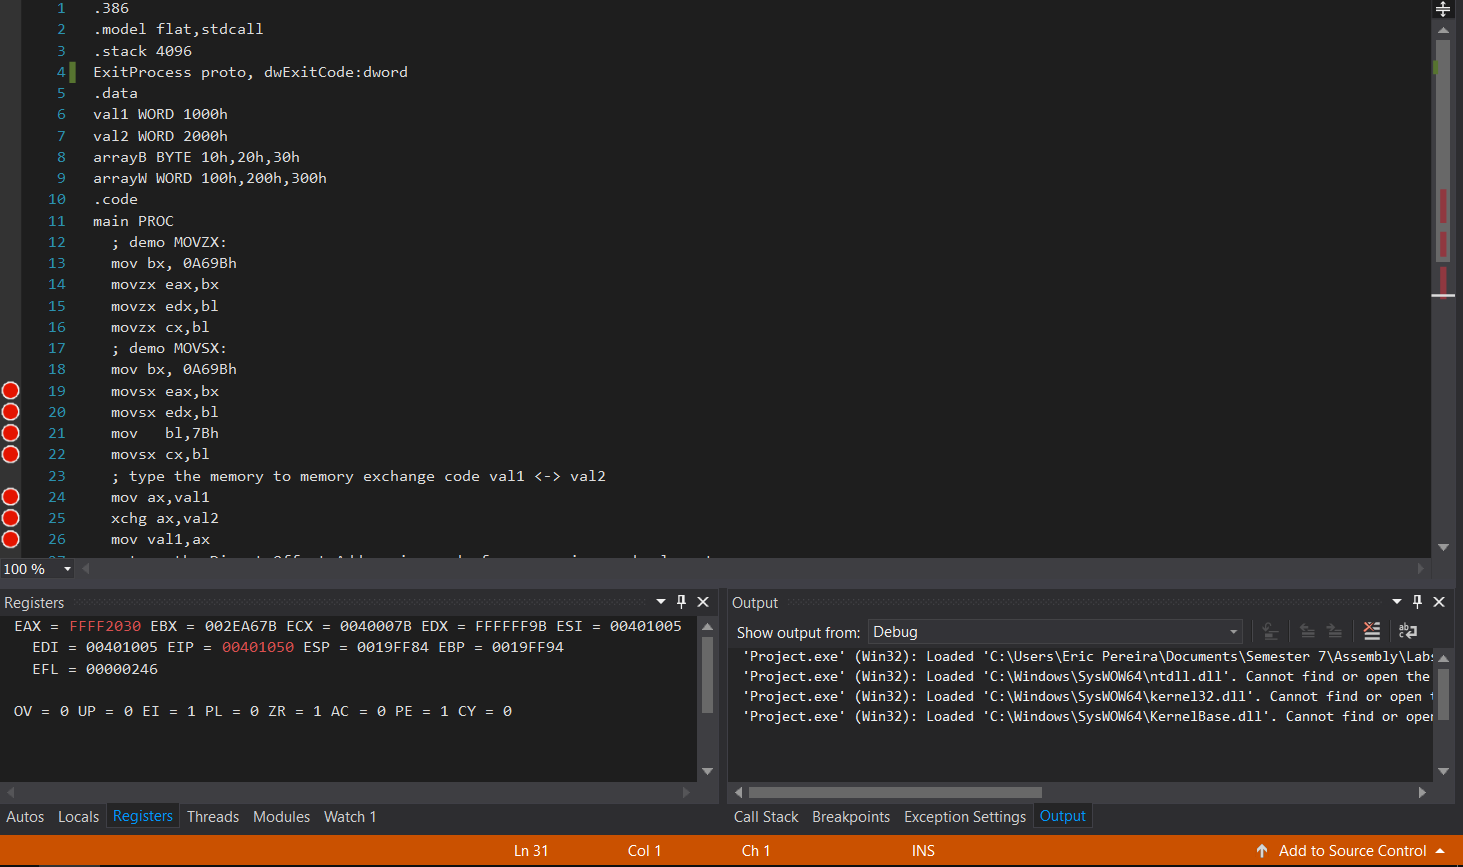 1 .386
2 .model flat,stdcall
3 .stack 4096
4 ExitProcess proto, dwExitCode:dword
5 .data
6 val1 WORD 1000h
7 val2 WORD 2000h
8 arrayB BYTE 10h,20h,30h
9 arrayW WORD 100h,200h,300h
10 .code
11 main PROC
12 ; demo MOVZX:
13 mov bx, 0A69Bh
14 movzx eax,bx
15 movzx edx,bl
16 movzx cx,bl
17 ; demo MOVSX:
18 mov bx, 0A69Bh
19 movsx eax,bx
20 movsx edx,bl
21 mov   bl,7Bh
22 movsx cx,bl
23 ; type the memory to memory exchange code val1 <-> val2
24 mov ax,val1
25 xchg ax,val2
26 mov val1,ax
100 %
Registers
EAX = FFFF2030 EBX = 002EA67B ECX = 0040007B EDX = FFFFFF9B ESI = 00401005
EDI = 00401005 EIP = 00401050 ESP = 0019FF84 EBP = 0019FF94
EFL = 00000246
OV = 0 UP = 0 EI = 1 PL = 0 ZR = 1 AC = 0 PE = 1 CY = 0
Autos Locals Registers Threads Modules Watch 1
Output
Show output from: Debug
'Project.exe' (Win32): Loaded 'C:\Users\Eric Pereira\Documents\Semester 7\Assembly\Labs
'Project.exe' (Win32): Loaded 'C:\Windows\SysWOW64\ntdll.dll'. Cannot find or open the
'Project.exe' (Win32): Loaded 'C:\Windows\SysWOW64\kernel32.dll'. Cannot find or open
'Project.exe' (Win32): Loaded 'C:\Windows\SysWOW64\KernelBase.dll'. Cannot find or open
Call Stack Breakpoints Exception Settings Output
Ln 31 Col 1 Ch 1 INS Add to Source Control